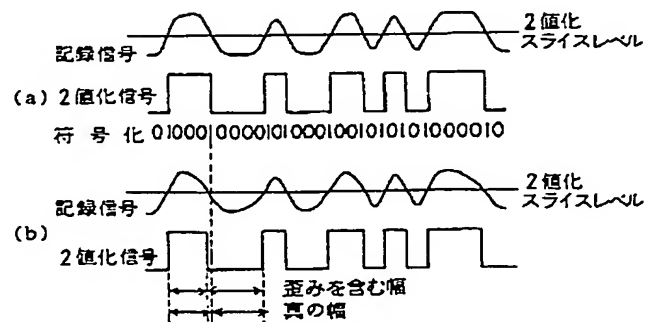 2値化
スライスレベル
記録信号
(a) 2値化信号
符 号 化 01000100001010001001010101000010
2値化
スライスレベル
記録信号
(b)
2値化信号
歪みを含む幅
真の幅